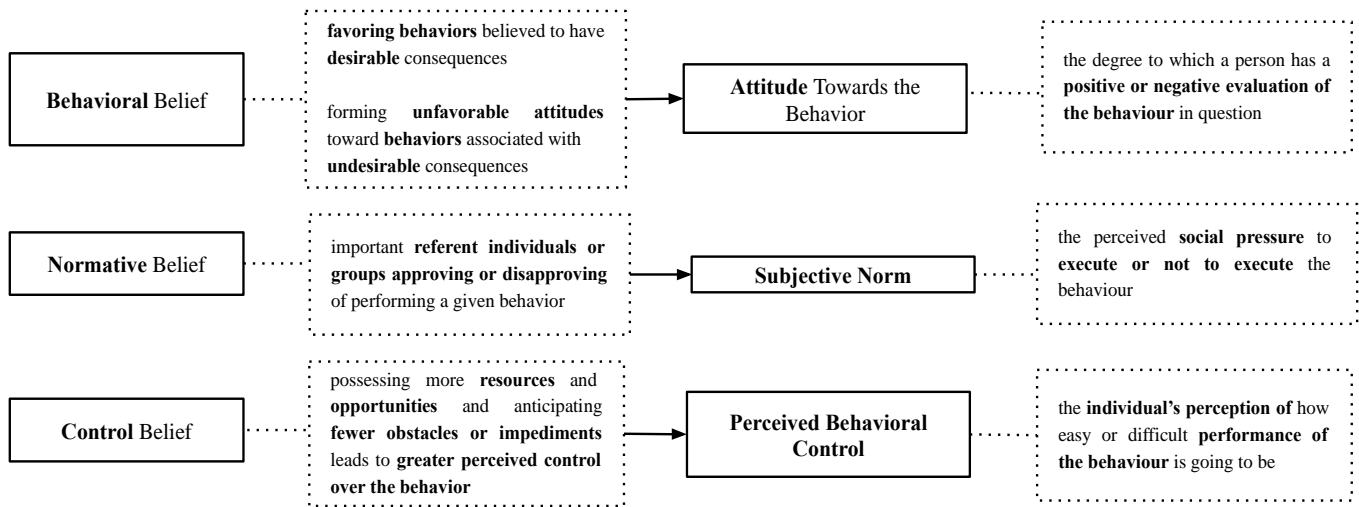 Behavioral Belief
favoring behaviors believed to have
desirable consequences
forming unfavorable attitudes
toward behaviors associated with
undesirable consequences
Attitude Towards the
Behavior
the degree to which a person has a
positive or negative evaluation of
the behaviour in question
Normative Belief
important referent individuals or
groups approving or disapproving
of performing a given behavior
Subjective Norm
the perceived social pressure to
execute or not to execute the
behaviour
Control Belief
possessing more resources and
opportunities and anticipating
fewer obstacles or impediments
leads to greater perceived control
over the behavior
Perceived Behavioral
Control
the individual’s perception of how
easy or difficult performance of
the behaviour is going to be